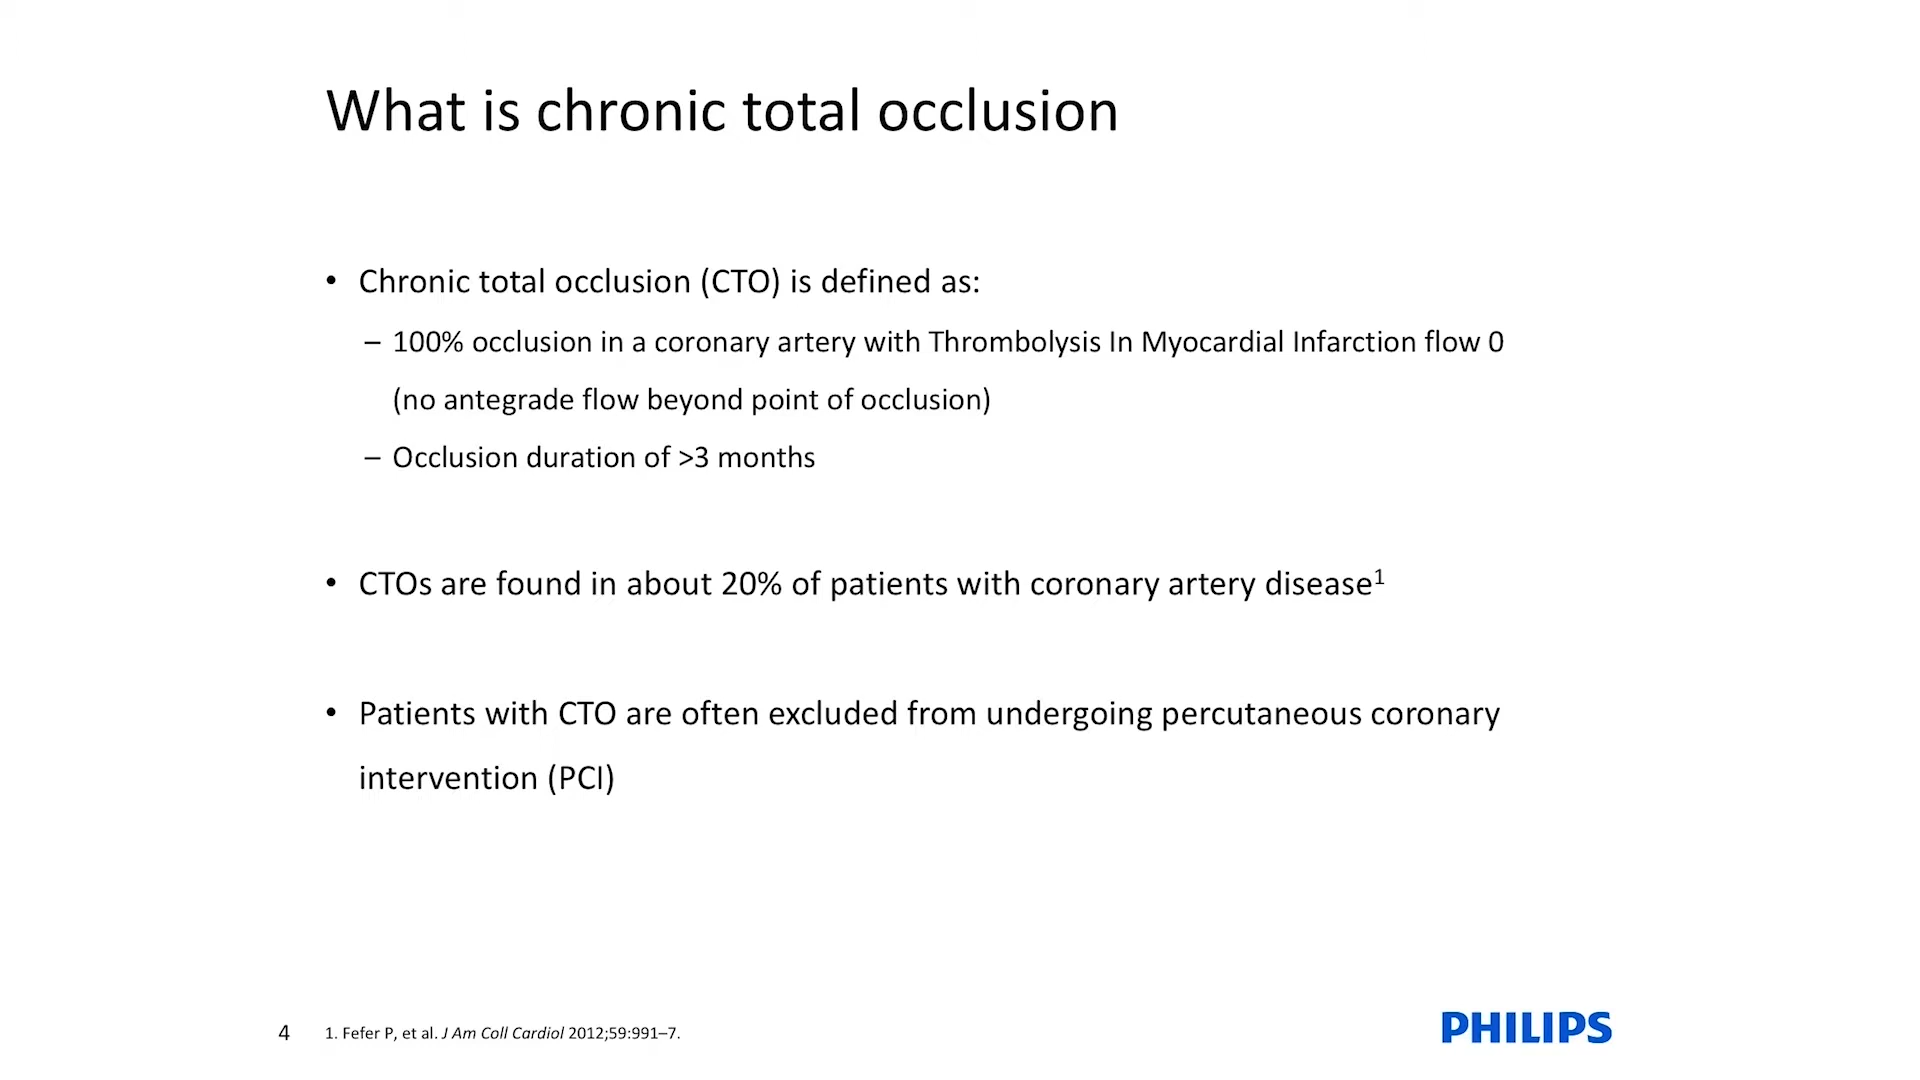 What is chronic total occlusion
• Chronic total occlusion (CTO) is defined as:
– 100% occlusion in a coronary artery with Thrombolysis In Myocardial Infarction flow 0
(no antegrade flow beyond point of occlusion)
– Occlusion duration of >3 months
• CTOs are found in about 20% of patients with coronary artery disease¹
• Patients with CTO are often excluded from undergoing percutaneous coronary
intervention (PCI)
4 1. Fefer P, et al. J Am Coll Cardiol 2012;59:991–7.
PHILIPS